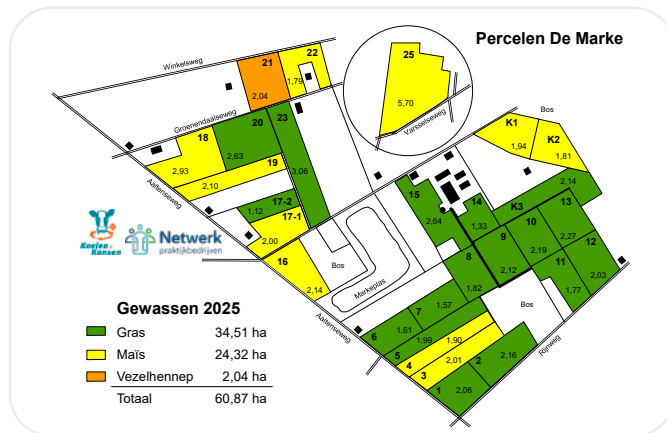 Percelen De Marke
Winkelsweg
21
22
25
1,79
2,04
5,70
Varsselseweg
Groenendaalseweg
20
23
18
2,63
19
2,93
2,10
3,06
Aaltenseweg
17-2
1,12
17-1
2,00
16
2,14
Bos
Markeplas
Aaltenseweg
Bos
K1
K2
1,94
1,81
15
2,64
14
1,33
K3
2,14
13
10
9
2,27
12
2,19
8
2,12
11
2,03
1,82
1,77
7
1,57
Bos
1,61
6
1,99
1,90
5
2,01
4
3
2
2,16
1
2,06
Rijnweg
Koeien & Kansen
Netwerk
praktijkbedrijven
Gewassen 2025
Gras 34,51 ha
Maïs 24,32 ha
Vezelhennep 2,04 ha
Totaal 60,87 ha